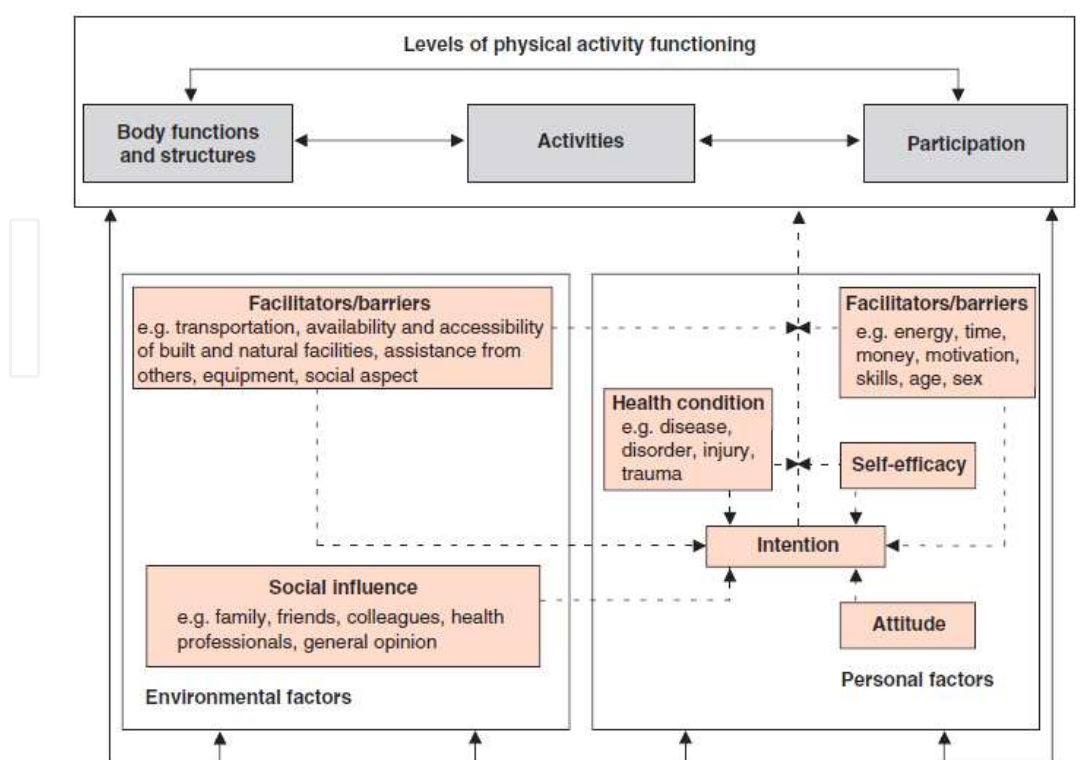 Levels of physical activity functioning
Body functions
and structures
Activities
Participation
Facilitators/barriers
e.g. transportation, availability and accessibility
of built and natural facilities, assistance from
others, equipment, social aspect
Facilitators/barriers
e.g. energy, time,
money, motivation,
skills, age, sex
Health condition
e.g. disease,
disorder, injury,
trauma
Self-efficacy
Intention
Social influence
e.g. family, friends, colleagues, health
professionals, general opinion
Attitude
Environmental factors
Personal factors